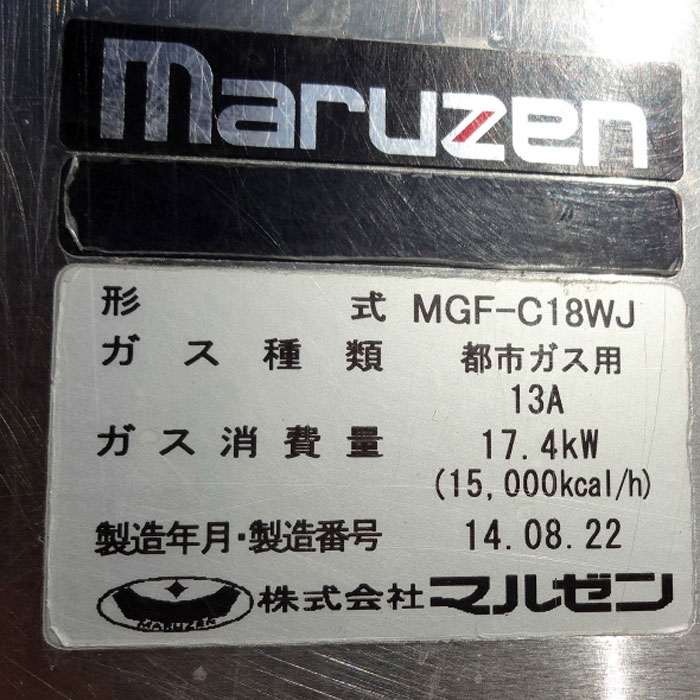 maruzen
形式 MGF-C18WJ
ガス種類 都市ガス用
13A
ガス消費量 17.4kW
(15,000kcal/h)
製造年月・製造番号 14.08.22
MARUZEN 株式会社マルゼン